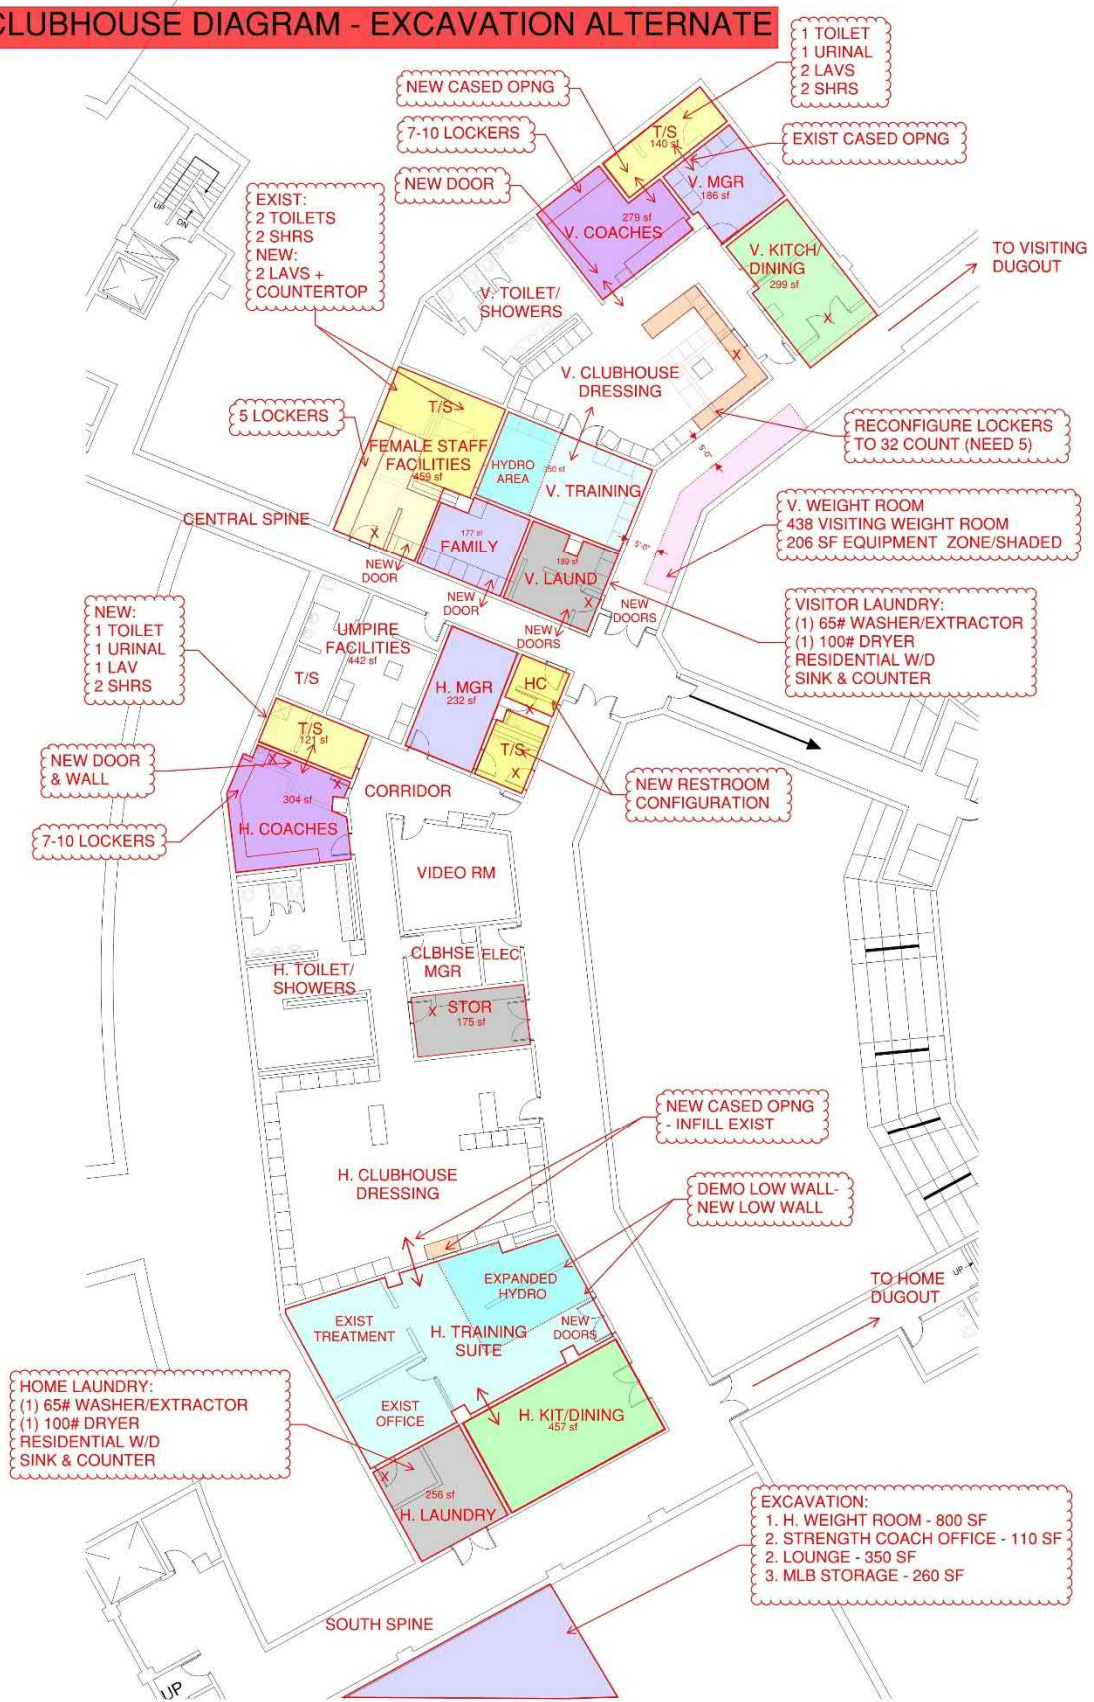 CLUBHOUSE DIAGRAM - EXCAVATION ALTERNATE
1 TOILET
1 URINAL
2 LAVS
2 SHRS
NEW CASED OPNG
7-10 LOCKERS
T/S
140 sf
EXIST CASED OPNG
NEW DOOR
V. MGR
186 sf
EXIST:
2 TOILETS
2 SHRS
NEW:
2 LAVS +
COUNTERTOP
279 sf
V. COACHES
V. KITCH/
DINING
299 sf
TO VISITING
DUGOUT
UP
DN
V. TOILET/
SHOWERS
X
X
V. CLUBHOUSE
DRESSING
T/S
5 LOCKERS
RECONFIGURE LOCKERS
TO 32 COUNT (NEED 5)
FEMALE STAFF
FACILITIES
459 sf
HYDRO
AREA
350 sf
V. TRAINING
5'-0"
V. WEIGHT ROOM
438 VISITING WEIGHT ROOM
206 SF EQUIPMENT ZONE/SHADED
CENTRAL SPINE
X
177 sf
FAMILY
5'-0"
189 sf
V. LAUND
X
NEW
DOOR
NEW
DOOR
NEW
DOORS
NEW
DOORS
VISITOR LAUNDRY:
(1) 65# WASHER/EXTRACTOR
(1) 100# DRYER
RESIDENTIAL W/D
SINK & COUNTER
NEW:
1 TOILET
1 URINAL
1 LAV
2 SHRS
UMPIRE
FACILITIES
442 sf
T/S
H. MGR
232 sf
HC
X
T/S
121 sf
T/S
X
NEW DOOR
& WALL
X
X
CORRIDOR
NEW RESTROOM
CONFIGURATION
304 sf
H. COACHES
7-10 LOCKERS
VIDEO RM
CLBHSE
MGR
ELEC
H. TOILET/
SHOWERS
X
STOR
175 sf
NEW CASED OPNG
- INFILL EXIST
H. CLUBHOUSE
DRESSING
DEMO LOW WALL-
NEW LOW WALL
EXPANDED
HYDRO
TO HOME
DUGOUT
UP
EXIST
TREATMENT
H. TRAINING
SUITE
NEW
DOORS
HOME LAUNDRY:
(1) 65# WASHER/EXTRACTOR
(1) 100# DRYER
RESIDENTIAL W/D
SINK & COUNTER
EXIST
OFFICE
H. KIT/DINING
457 sf
X
256 sf
H. LAUNDRY
EXCAVATION:
1. H. WEIGHT ROOM - 800 SF
2. STRENGTH COACH OFFICE - 110 SF
2. LOUNGE - 350 SF
3. MLB STORAGE - 260 SF
SOUTH SPINE
UP